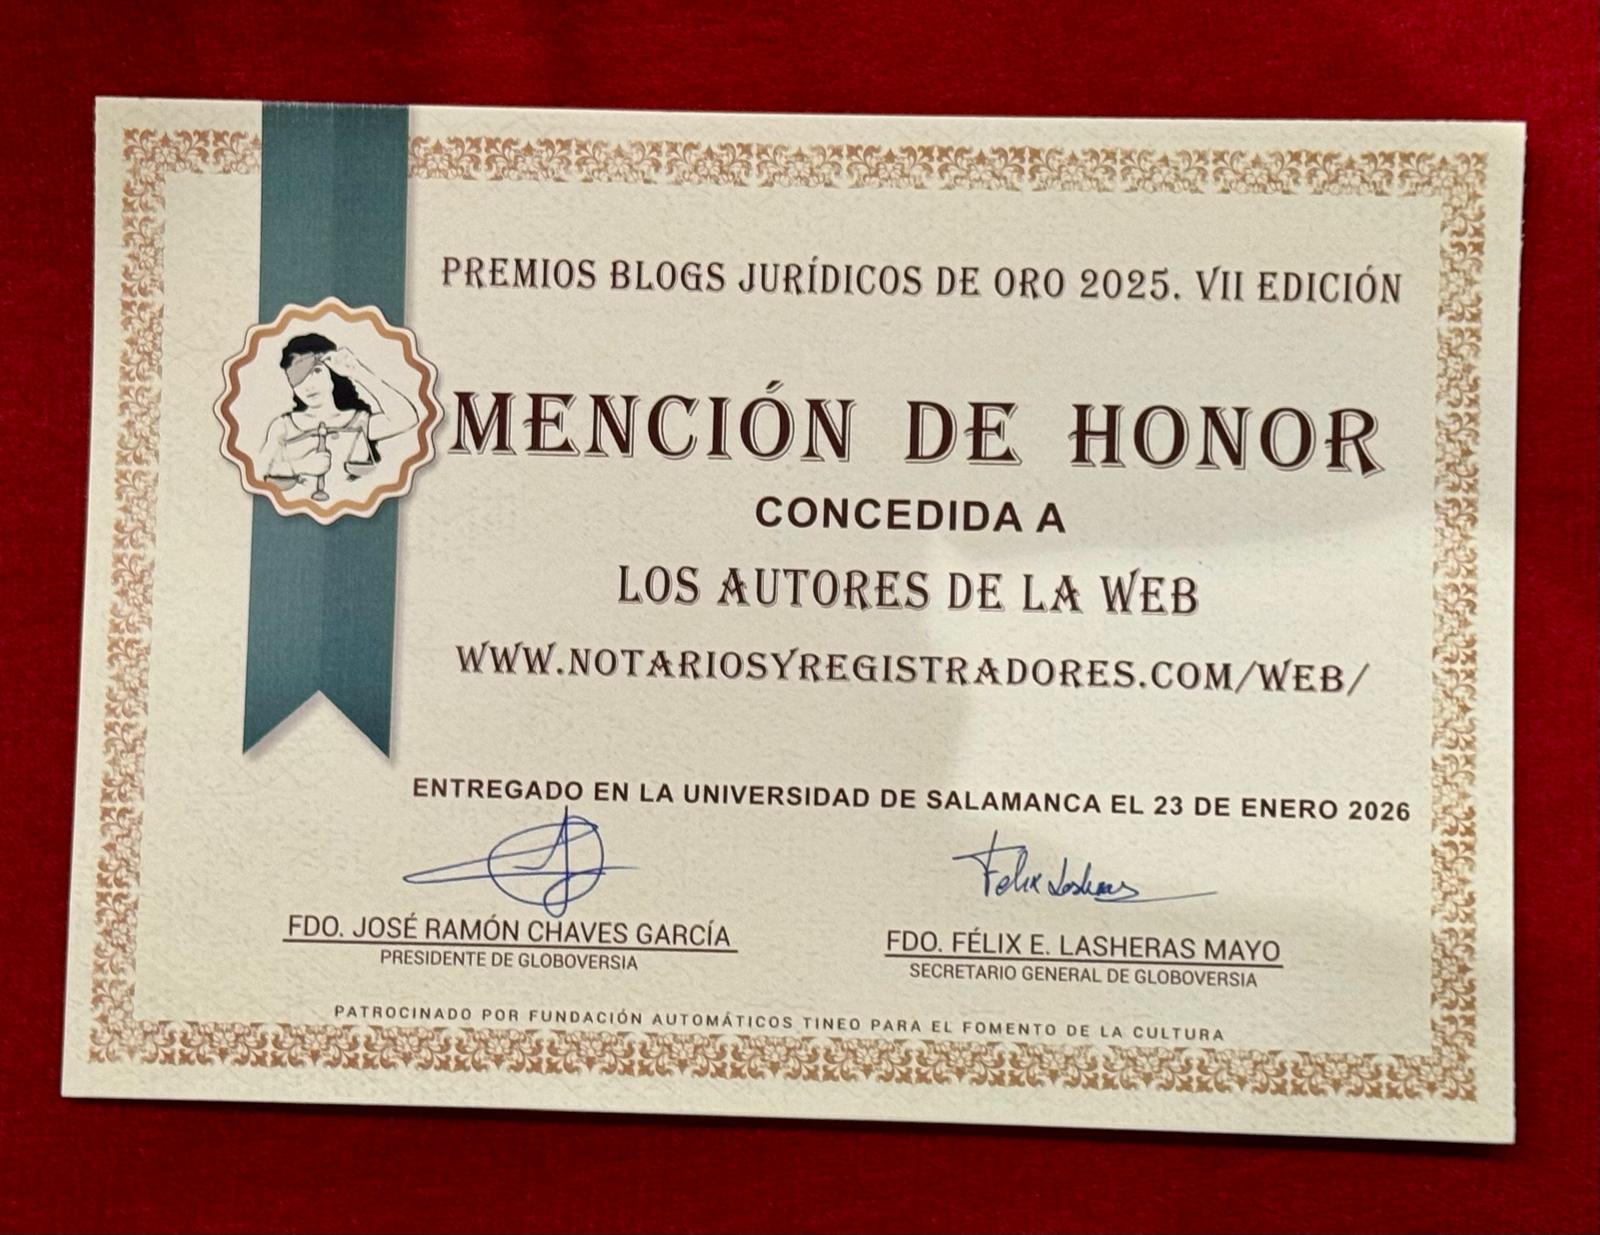 PREMIOS BLOGS JURÍDICOS DE ORO 2025. VII EDICIÓN
MENCIÓN DE HONOR
CONCEDIDA A
LOS AUTORES DE LA WEB
WWW.NOTARIOSYREGISTRADORES.COM/WEB/
ENTREGADO EN LA UNIVERSIDAD DE SALAMANCA EL 23 DE ENERO 2026
Felix Lasheras
FDO. JOSÉ RAMÓN CHAVES GARCÍA
PRESIDENTE DE GLOBOVERSIA
FDO. FÉLIX E. LASHERAS MAYO
SECRETARIO GENERAL DE GLOBOVERSIA
PATROCINADO POR FUNDACIÓN AUTOMÁTICOS TINEO PARA EL FOMENTO DE LA CULTURA